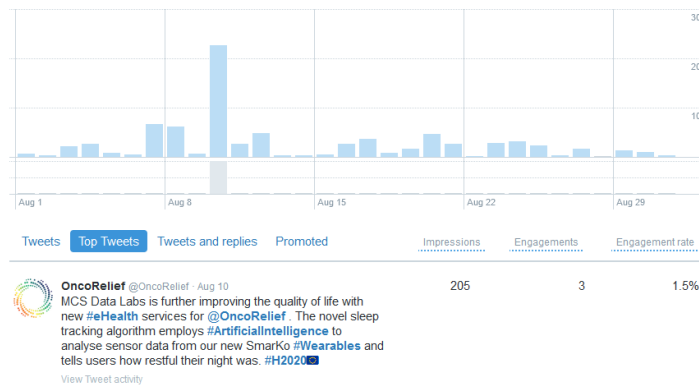 30
20
10
Aug 1
Aug 8
Aug 15
Aug 22
Aug 29
Tweets Top Tweets Tweets and replies Promoted Impressions Engagements Engagement rate
OncoRelief @OncoRelief · Aug 10 205 3 1.5%
MCS Data Labs is further improving the quality of life with
new #eHealth services for @OncoRelief . The novel sleep
tracking algorithm employs #ArtificialIntelligence to
analyse sensor data from our new SmarKo #Wearables and
tells users how restful their night was. #H2020
View Tweet activity